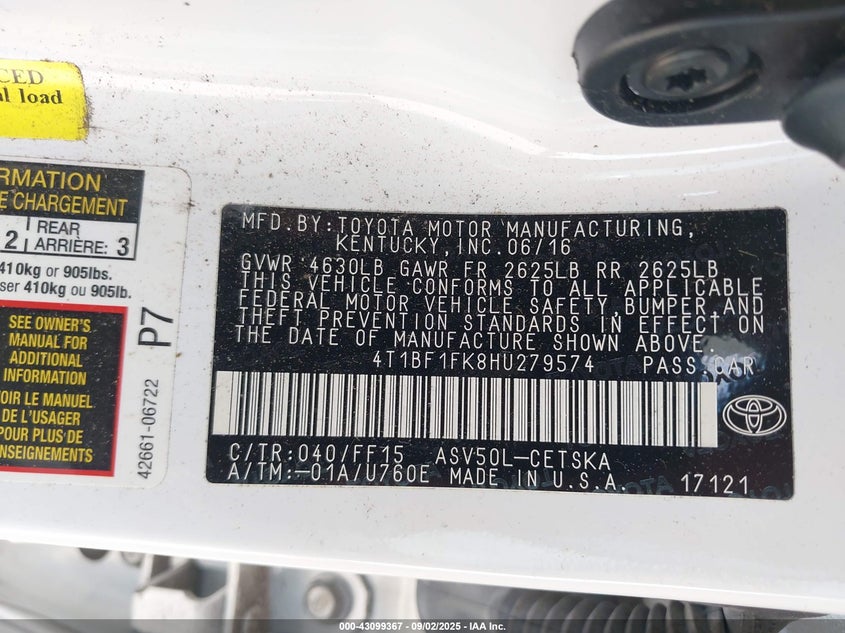 CED
al load
RMATION
E CHARGEMENT
2 REAR
ARRIÈRE: 3
410kg or 905lbs.
ser 410kg ou 905lb.
SEE OWNER'S
MANUAL FOR
ADDITIONAL
INFORMATION
OIR LE MANUEL
DE L'USAGER
POUR PLUS DE
ENSEIGNEMENTS
P7
42661-06722
MFD.BY:TOYOTA MOTOR MANUFACTURING,
KENTUCKY,INC.06/16
GVWR 4630LB GAWR FR 2625LB RR 2625LB
THIS VEHICLE CONFORMS TO ALL APPLICABLE
FEDERAL MOTOR VEHICLE SAFETY,BUMPER,AND
THEFT PREVENTION STANDARDS IN EFFECT ON
THE DATE OF MANUFACTURE SHOWN ABOVE.
4T1BF1FK8HU279574 PASS.CAR
C/TR:040/FF15 ASV50L-CETSKA
A/TM:-01A/U760E MADE IN U.S.A. 17121
000-43099367 - 09/02/2025 - IAA Inc.